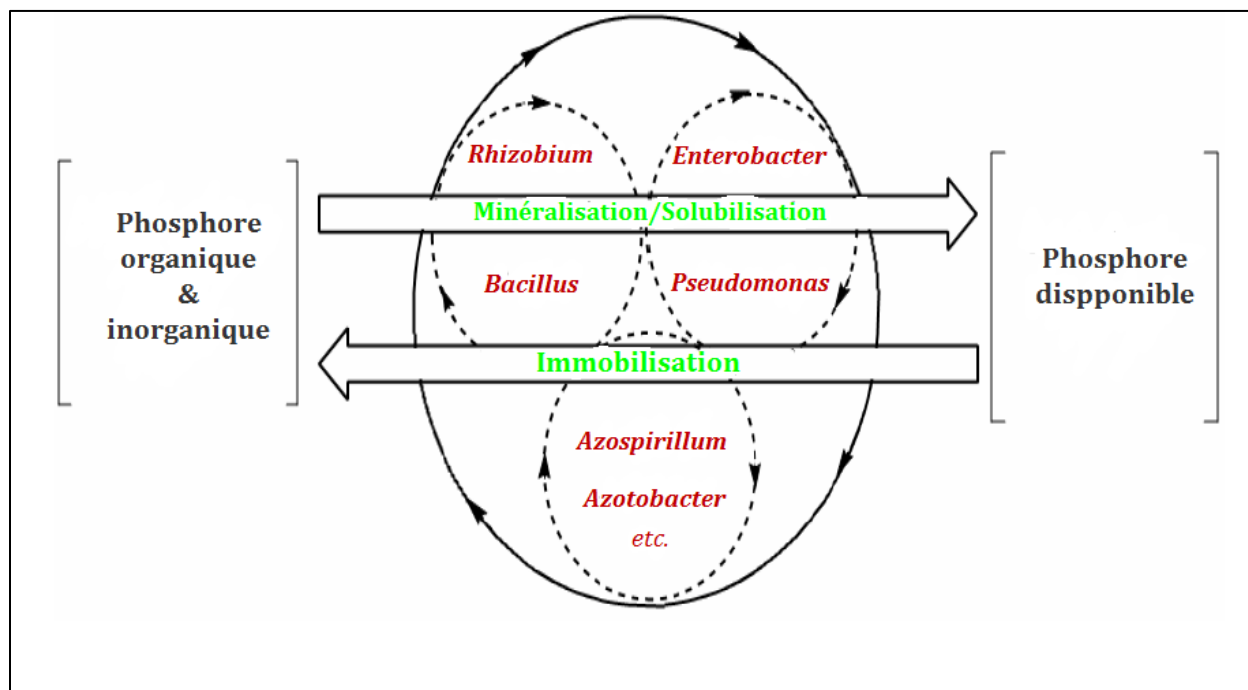 Rhizobium
Enterobacter
Minéralisation/Solubilisation
Phosphore
organique
&
inorganique
Bacillus
Pseudomonas
Phosphore
dispponible
Immobilisation
Azospirillum
Azotobacter
etc.